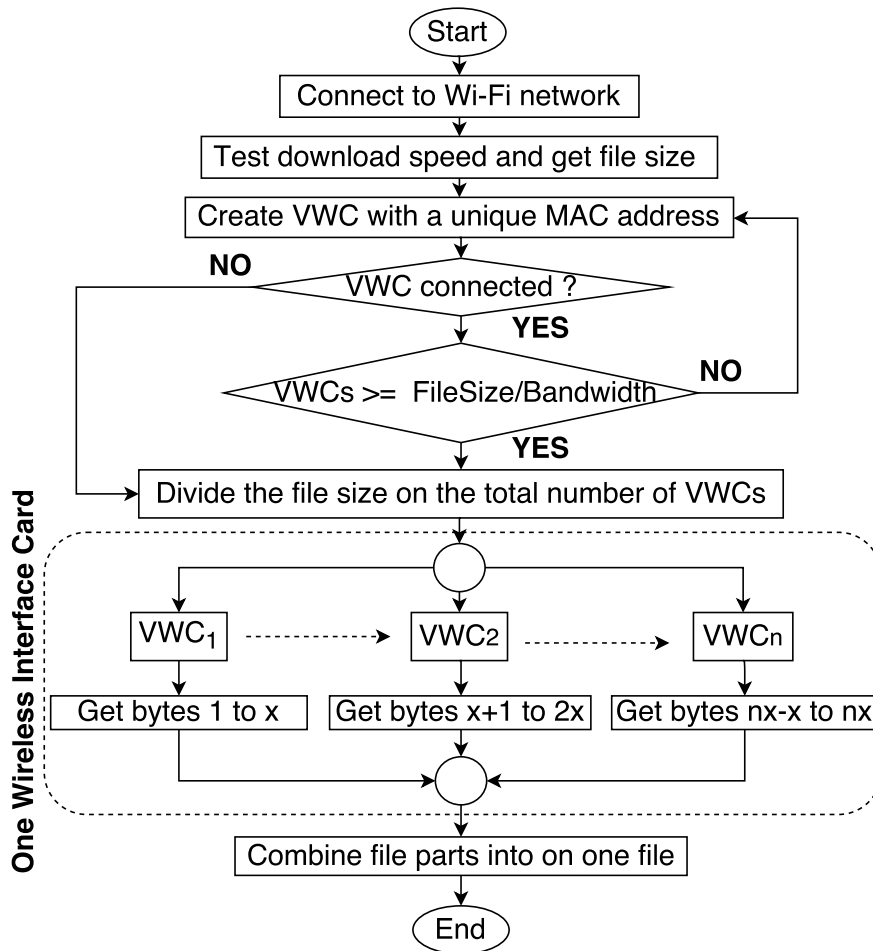 Start
Connect to Wi-Fi network
Test download speed and get file size
Create VWC with a unique MAC address
NO
VWC connected ?
YES
VWCs >= FileSize/Bandwidth
NO
YES
Divide the file size on the total number of VWCs
One Wireless Interface Card
VWC1
VWC2
VWCn
Get bytes 1 to x
Get bytes x+1 to 2x
Get bytes nx-x to nx
Combine file parts into on one file
End